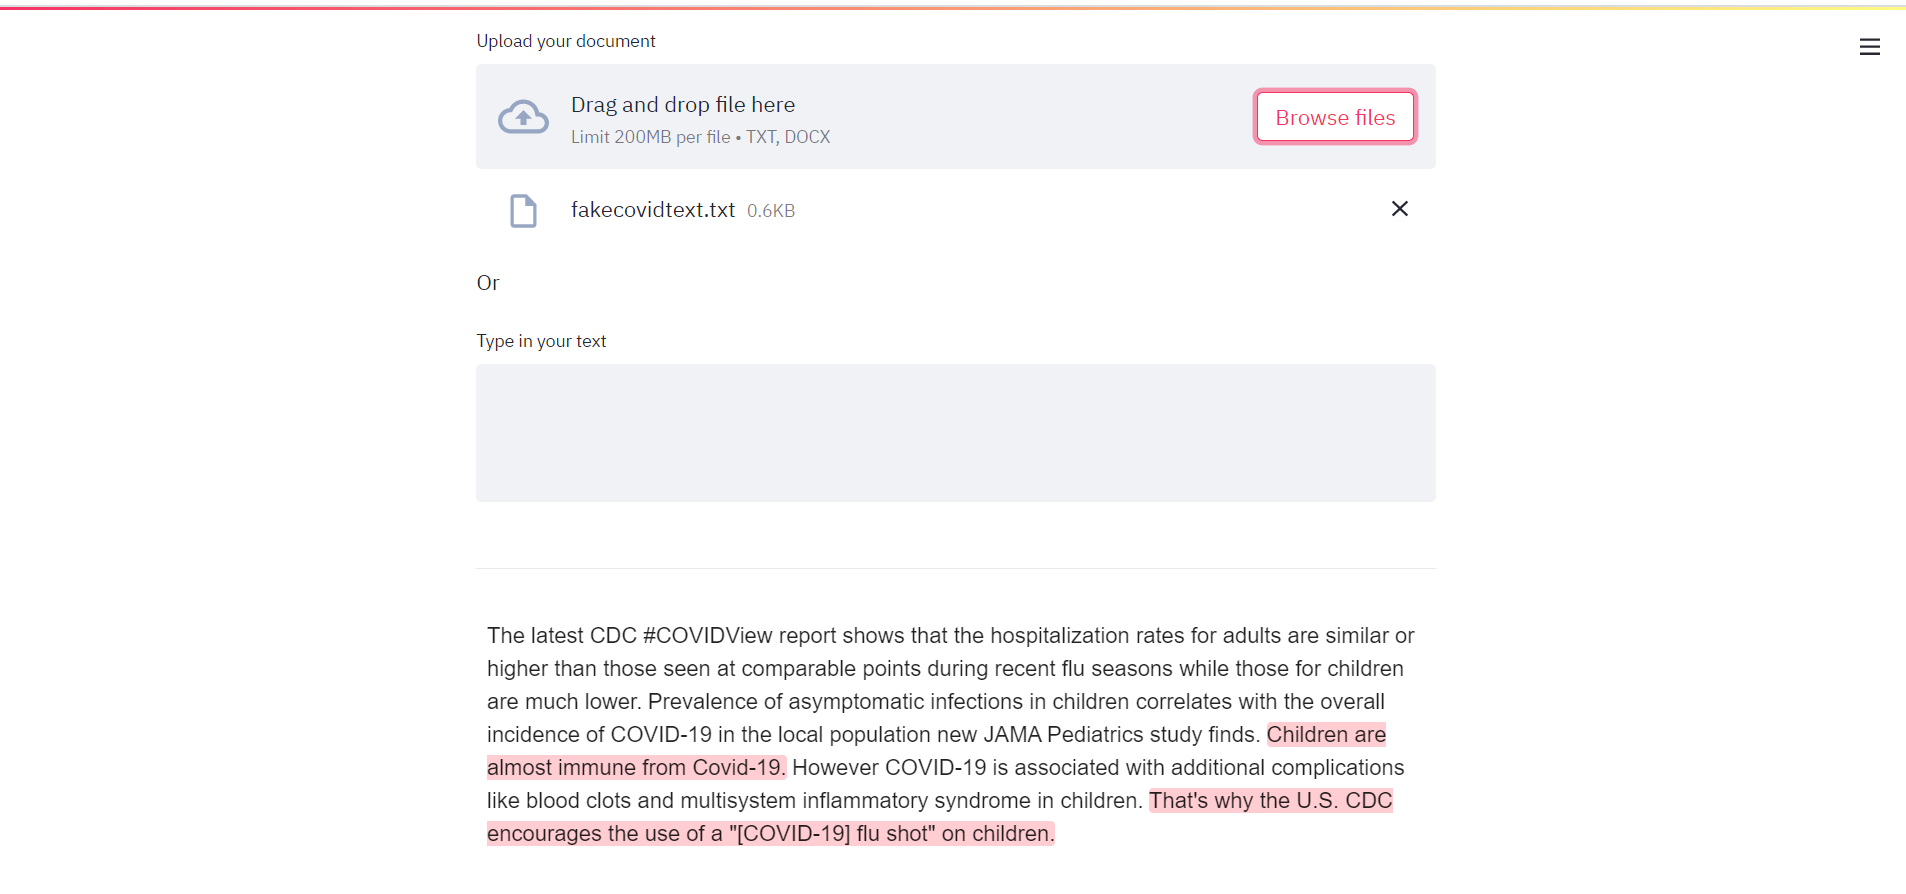 Upload your document
Drag and drop file here
Limit 200MB per file • TXT, DOCX
Browse files
fakecovidtext.txt 0.6KB
Or
Type in your text
The latest CDC #COVIDView report shows that the hospitalization rates for adults are similar or
higher than those seen at comparable points during recent flu seasons while those for children
are much lower. Prevalence of asymptomatic infections in children correlates with the overall
incidence of COVID-19 in the local population new JAMA Pediatrics study finds. Children are
almost immune from Covid-19. However COVID-19 is associated with additional complications
like blood clots and multisystem inflammatory syndrome in children. That's why the U.S. CDC
encourages the use of a "[COVID-19] flu shot" on children.